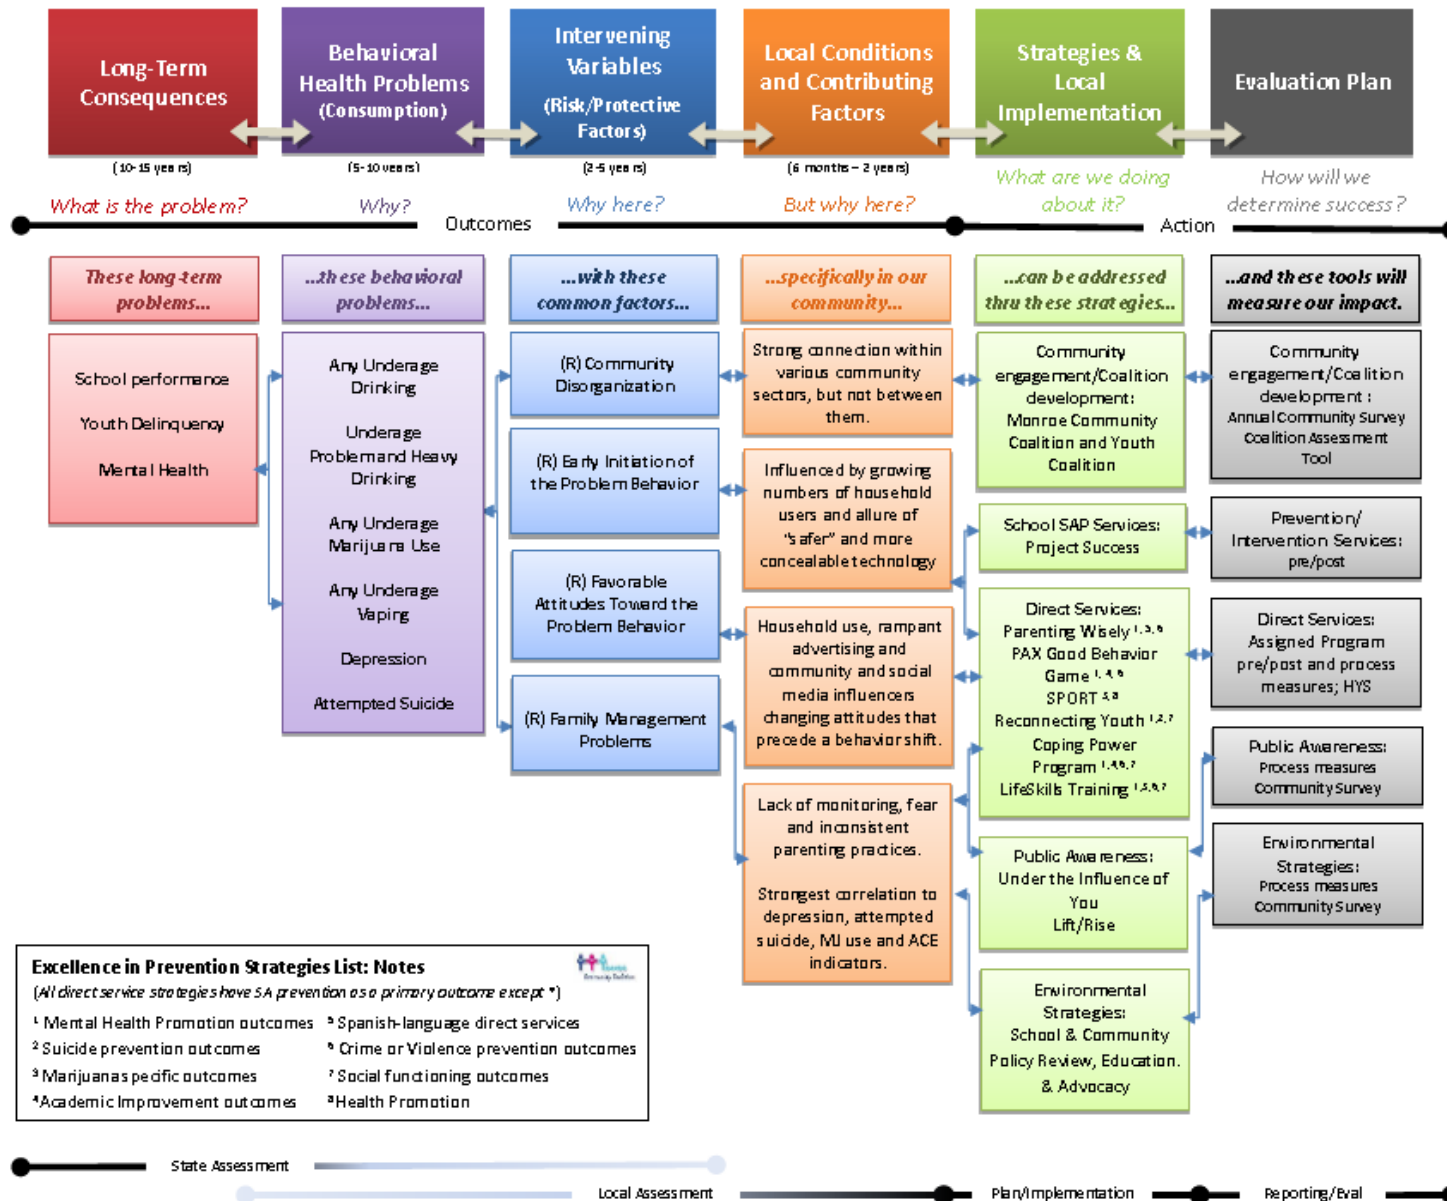 Long-Term
Consequences
Behavioral
Health Problems
(Consumption)
Intervening
Variables
(Risk/Protective
Factors)
Local Conditions
and Contributing
Factors
Strategies &
Local
Implementation
Evaluation Plan
(10-15 years)
(5-10 years)
(2-5 years)
(6 months – 2 years)
What is the problem?
Why?
Why here?
But why here?
What are we doing
about it?
How will we
determine success?
Outcomes
Action
These long-term
problems...
...these behavioral
problems...
...with these
common factors...
...specifically in our
community...
...can be addressed
thru these strategies...
...and these tools will
measure our impact.
School performance
Youth Delinquency
Mental Health
Any Underage
Drinking
Underage
Problem and Heavy
Drinking
Any Underage
Marijuana Use
Any Underage
Vaping
Depression
Attempted Suicide
(R) Community
Disorganization
(R) Early Initiation of
the Problem Behavior
(R) Favorable
Attitudes Toward the
Problem Behavior
(R) Family Management
Problems
Strong connection within
various community
sectors, but not between
them.
Influenced by growing
numbers of household
users and allure of
"safer" and more
concealable technology
Household use, rampant
advertising and
community and social
media influencers
changing attitudes that
precede a behavior shift.
Lack of monitoring, fear
and inconsistent
parenting practices.
Strongest correlation to
depression, attempted
suicide, MJ use and ACE
indicators.
Community
engagement/Coalition
development:
Monroe Community
Coalition and Youth
Coalition
School SAP Services:
Project Success
Direct Services:
Parenting Wisely
PAX Good Behavior
Game
SPORT
Reconnecting Youth
Coping Power
Program
LifeSkills Training
Public Awareness:
Under the Influence of
You
Lift/Rise
Environmental
Strategies:
School & Community
Policy Review, Education.
& Advocacy
Community
engagement/Coalition
development :
Annual Community Survey
Coalition Assessment
Tool
Prevention/
Intervention Services:
pre/post
Direct Services:
Assigned Program
pre/post and process
measures; HYS
Public Awareness:
Process measures
Community Survey
Environmental
Strategies:
Process measures
Community Survey
Excellence in Prevention Strategies List: Notes
(All direct service strategies have SA prevention as a primary outcome except *)
¹ Mental Health Promotion outcomes
² Suicide prevention outcomes
³ Marijuana specific outcomes
⁴ Academic Improvement outcomes
⁵ Spanish-language direct services
⁶ Crime or Violence prevention outcomes
⁷ Social functioning outcomes
⁸ Health Promotion
State Assessment
Local Assessment
Plan/Implementation
Reporting/Eval